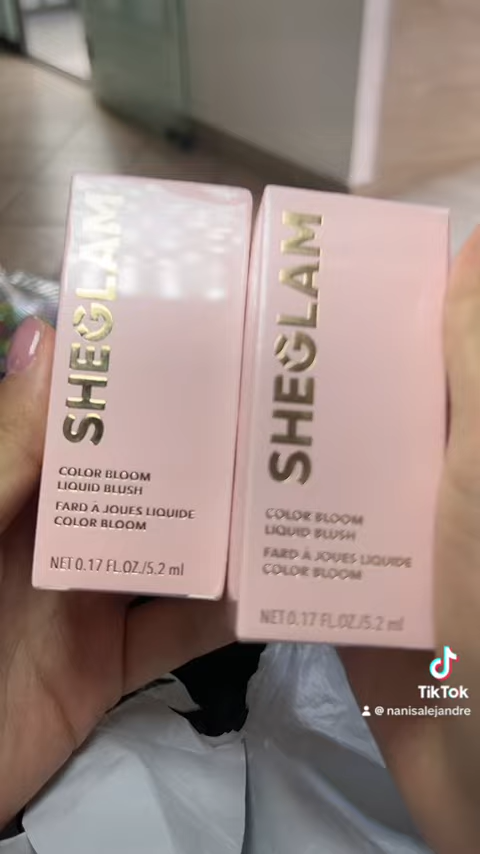 SHEGLAM
COLOR BLOOM
LIQUID BLUSH
FARD À JOUES LIQUIDE
COLOR BLOOM
NET 0.17 FL.OZ./5.2 ml
SHEGLAM
COLOR BLOOM
LIQUID BLUSH
FARD À JOUES LIQUIDE
COLOR BLOOM
NET 0.17 FL.OZ./5.2 ml
TikTok
@ nanisalejandre